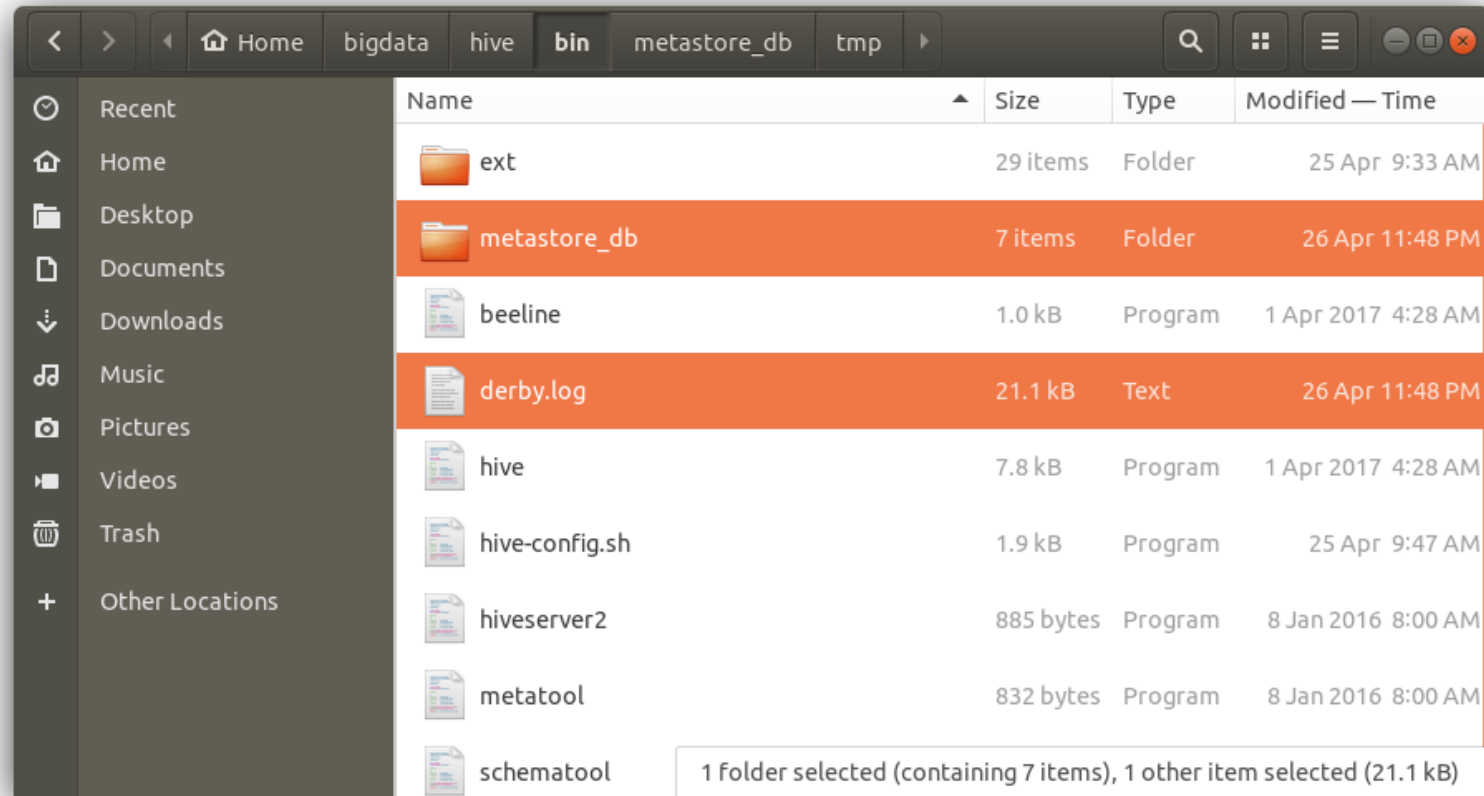 Home bigdata hive bin metastore_db tmp
Recent
Home
Desktop
Documents
Downloads
Music
Pictures
Videos
Trash
Other Locations
Name Size Type Modified — Time
ext 29 items Folder 25 Apr 9:33 AM
metastore_db 7 items Folder 26 Apr 11:48 PM
beeline 1.0 kB Program 1 Apr 2017 4:28 AM
derby.log 21.1 kB Text 26 Apr 11:48 PM
hive 7.8 kB Program 1 Apr 2017 4:28 AM
hive-config.sh 1.9 kB Program 25 Apr 9:47 AM
hiveserver2 885 bytes Program 8 Jan 2016 8:00 AM
metatool 832 bytes Program 8 Jan 2016 8:00 AM
schematool
1 folder selected (containing 7 items), 1 other item selected (21.1 kB)